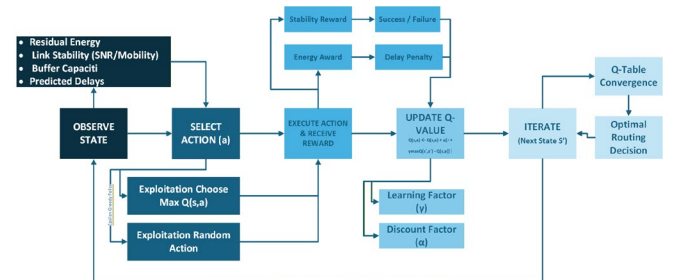 • Residual Energy
• Link Stability (SNR/Mobility)
• Buffer Capaciti
• Predicted Delays
Stability Reward
Success / Failure
Energy Award
Delay Penalty
Q-Table
Convergence
OBSERVE
STATE
SELECT
ACTION (a)
EXECUTE ACTION
& RECEIVE
REWARD
UPDATE Q-
VALUE
ITERATE
(Next State S')
Optimal
Routing
Decision
Exploitation Choose
Max Q(s,a)
Exploitation Random
Action
Learning Factor
(γ)
Discount Factor
(α)